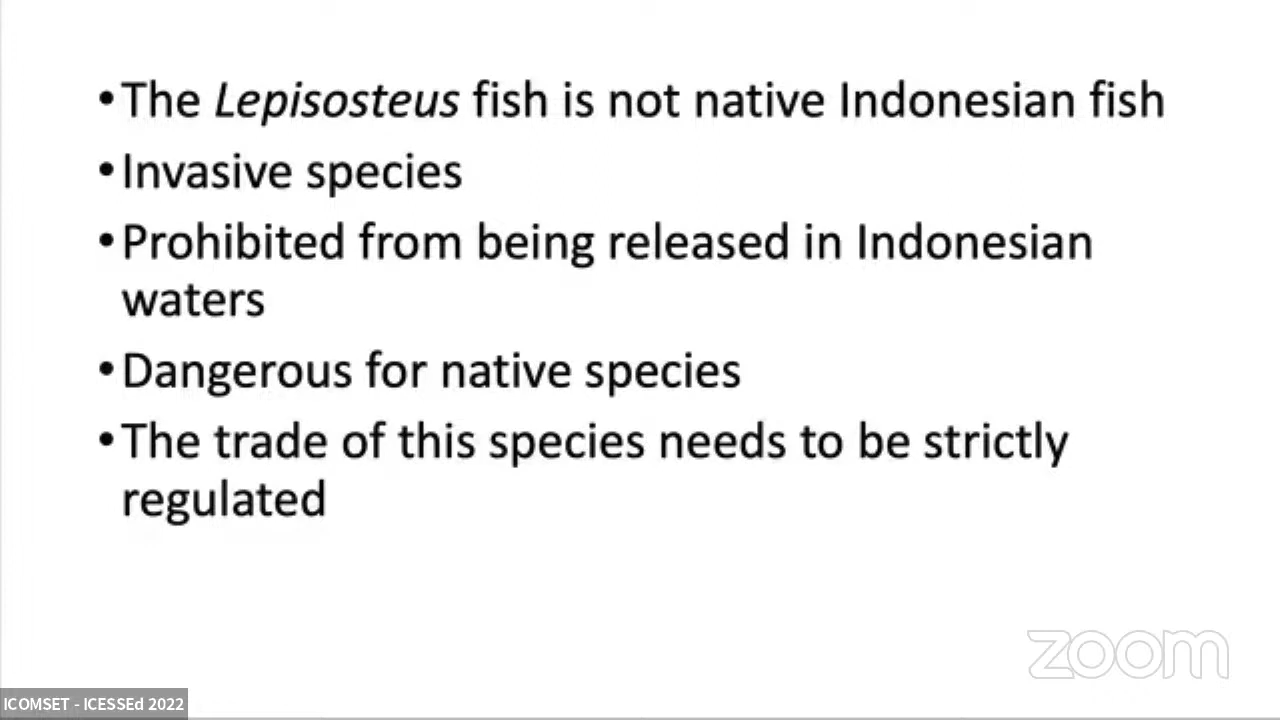 •The Lepisosteus fish is not native Indonesian fish
•Invasive species
•Prohibited from being released in Indonesian
waters
•Dangerous for native species
•The trade of this species needs to be strictly
regulated
zoom
ICOMSET - ICESSEd 2022